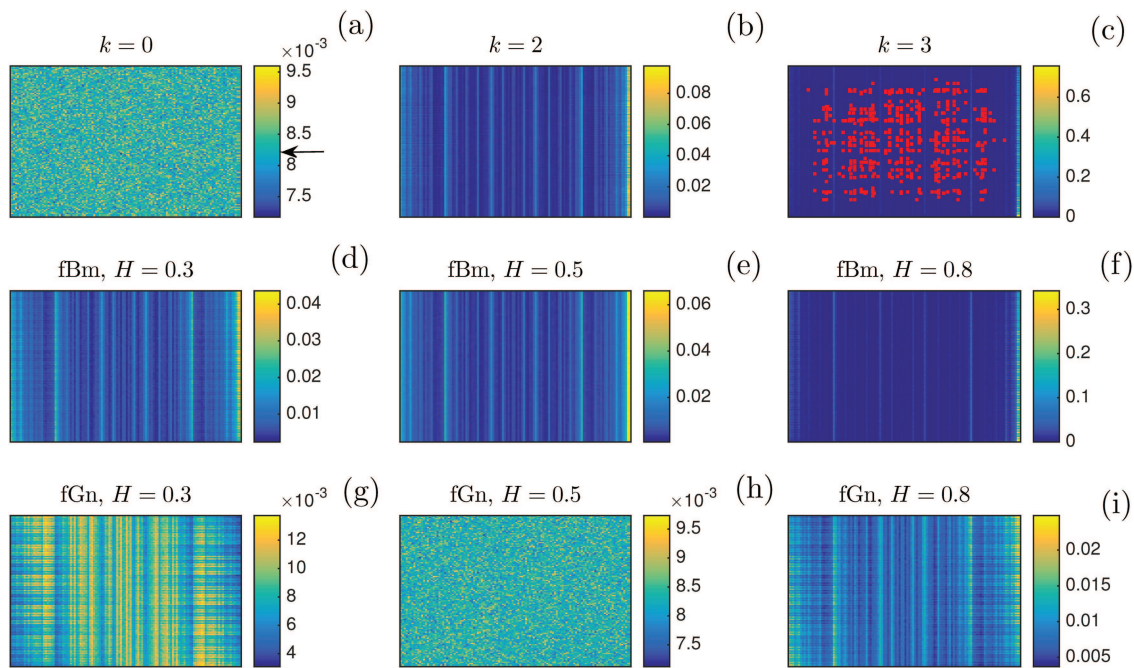 (a)
k = 0
×10⁻³
9.5
9
8.5
8
7.5
(b)
k = 2
0.08
0.06
0.04
0.02
(c)
k = 3
0.6
0.4
0.2
0
(d)
fBm, H = 0.3
0.04
0.03
0.02
0.01
(e)
fBm, H = 0.5
0.06
0.04
0.02
(f)
fBm, H = 0.8
0.3
0.2
0.1
0
(g)
fGn, H = 0.3
×10⁻³
12
10
8
6
4
(h)
fGn, H = 0.5
×10⁻³
9.5
9
8.5
8
7.5
(i)
fGn, H = 0.8
0.02
0.015
0.01
0.005